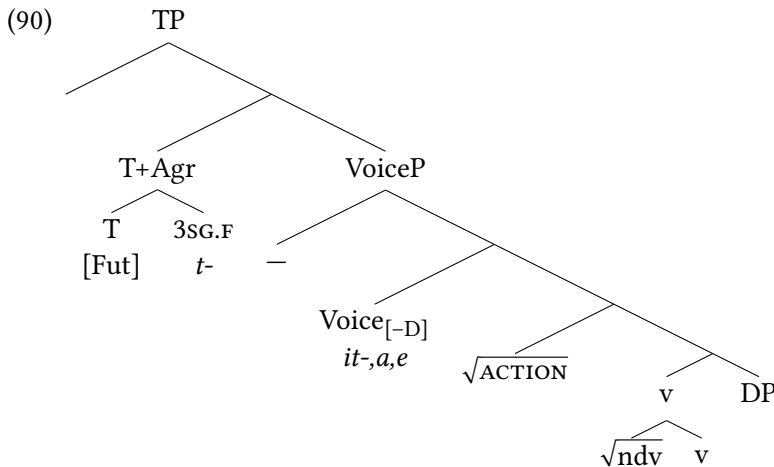 (90) TP
T+Agr VoiceP
T 3SG.F
[Fut] t- –
Voice[−D]
it-,a,e √ACTION
v DP
√ndv v